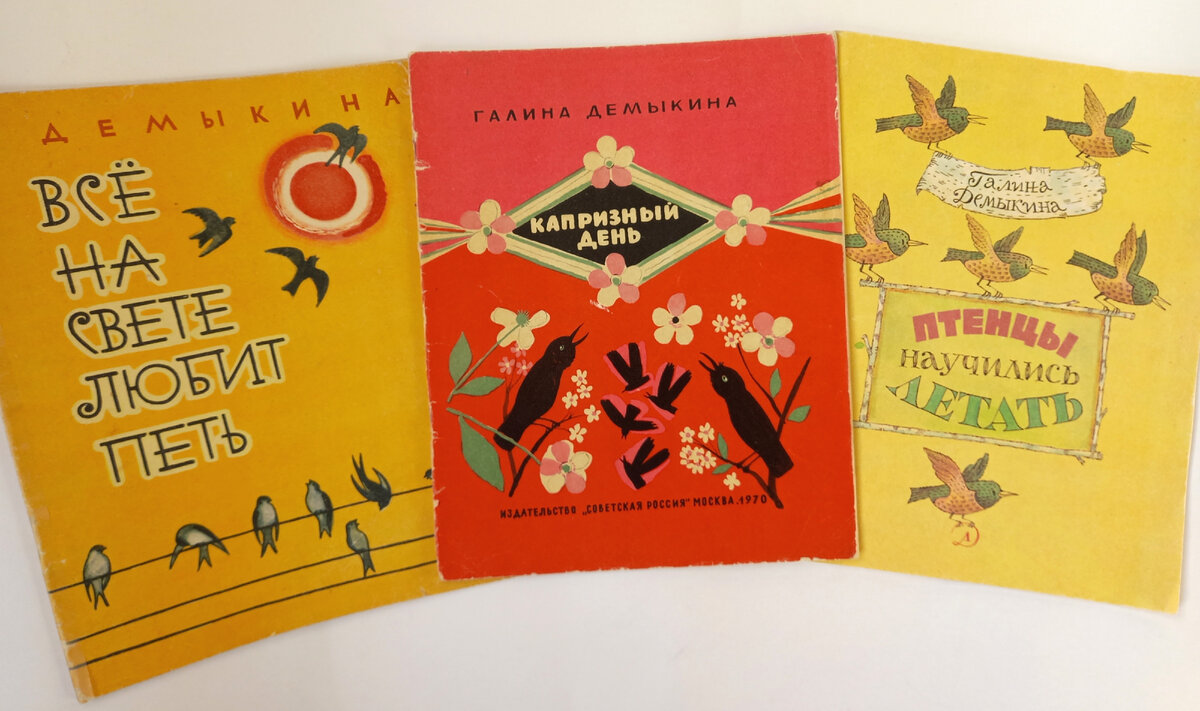 ДЕМЫКИНА
ВСЁ
НА
СВЕТЕ
ЛЮБИТ
ПЕТЬ
ГАЛИНА ДЕМЫКИНА
КАПРИЗНЫЙ
ДЕНЬ
ИЗДАТЕЛЬСТВО „СОВЕТСКАЯ РОССИЯ" МОСКВА·1970
Галина
Демыкина
ПТЕНЦЫ
НАУЧИЛИСЬ
ЛЕТАТЬ
Д